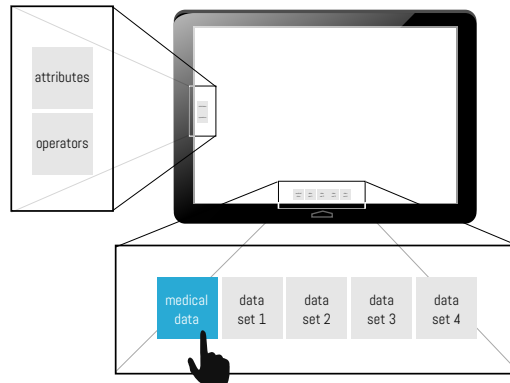 attributes
operators
medical
data
data
set 1
data
set 2
data
set 3
data
set 4